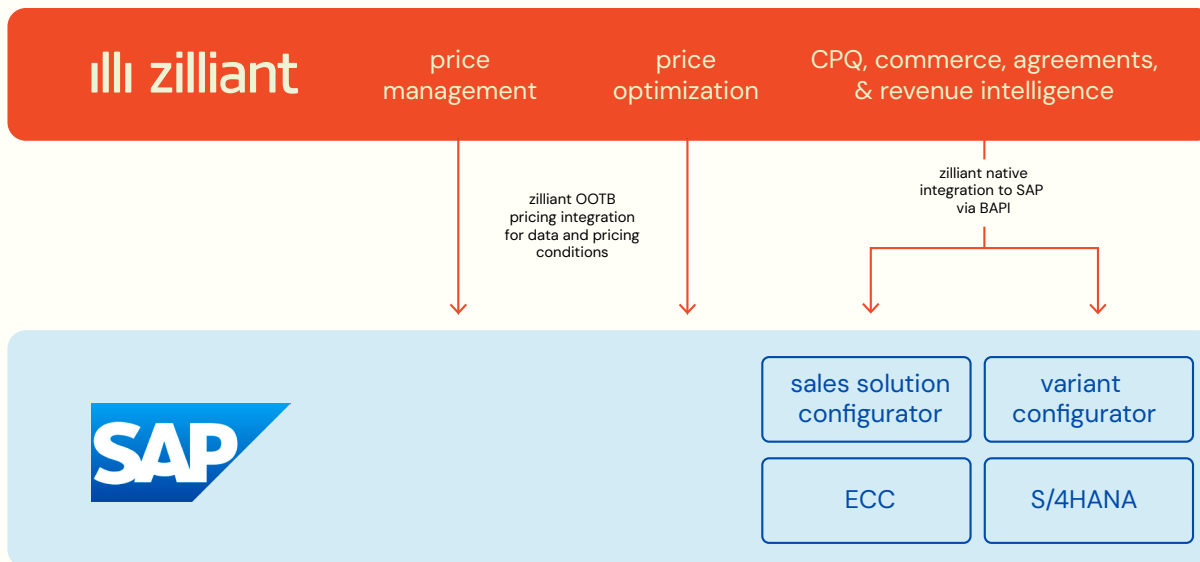 zilliant
price
management
price
optimization
CPQ, commerce, agreements,
& revenue intelligence
zilliant OOTB
pricing integration
for data and pricing
conditions
zilliant native
integration to SAP
via BAPI
SAP
sales solution
configurator
variant
configurator
ECC
S/4HANA